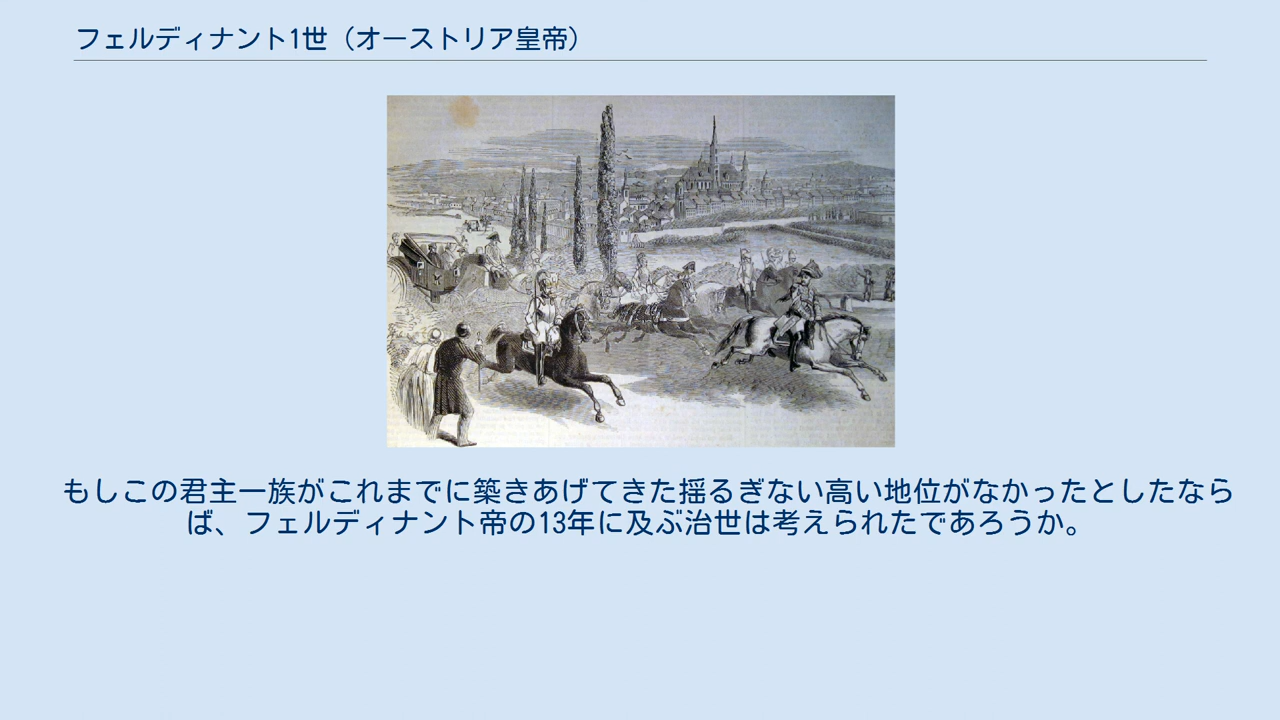 フェルディナント1世（オーストリア皇帝）
もしこの君主一族がこれまでに築きあげてきた揺るぎない高い地位がなかったとしたなら
ば、フェルディナント帝の13年に及ぶ治世は考えられたであろうか。